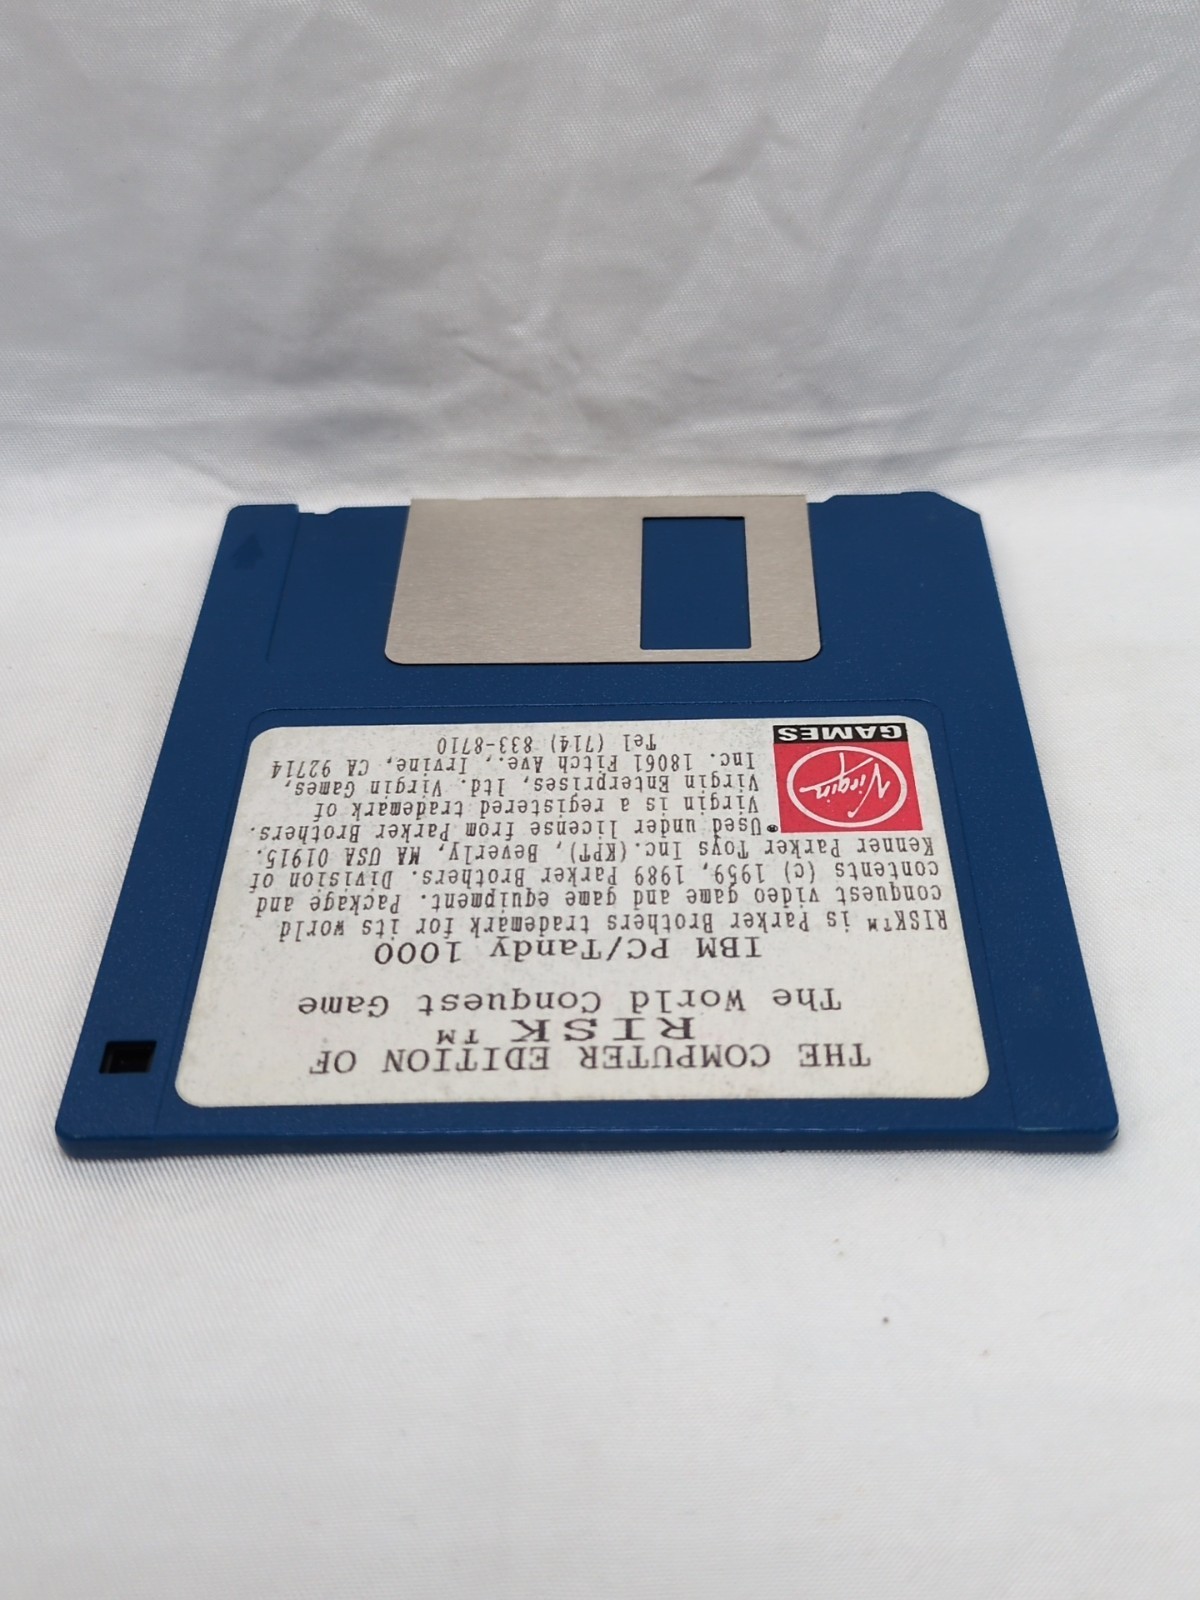 THE COMPUTER EDITION OF
RISK™
The World Conquest Game
IBM PC/Tandy 1000
RISK™ is Parker Brothers trademark for its world
conquest video game and game equipment. Package and
contents (c) 1959, 1989 Parker Brothers. Division of
Kenner Parker Toys Inc.(KPT), Beverly, MA USA 01915.
Used under license from Parker Brothers.
Virgin is a registered trademark of
Virgin Enterprises, ltd. Virgin Games,
Inc. 18061 Fitch Ave., Irvine, CA 92714
Tel (714) 833-8710
Virgin®
GAMES